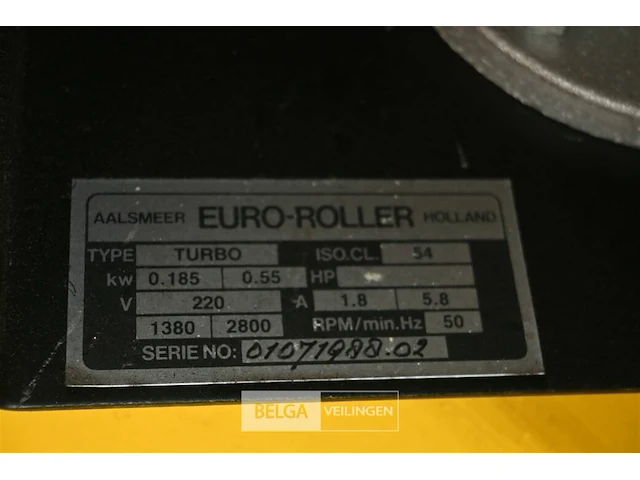 AALSMEER EURO-ROLLER HOLLAND
TYPE TURBO ISO.CL. 54
kw 0.185 0.55 HP
V 220 A 1.8 5.8
1380 2800 RPM/min.Hz 50
SERIE NO: 01071988.02
BELGA VEILINGEN